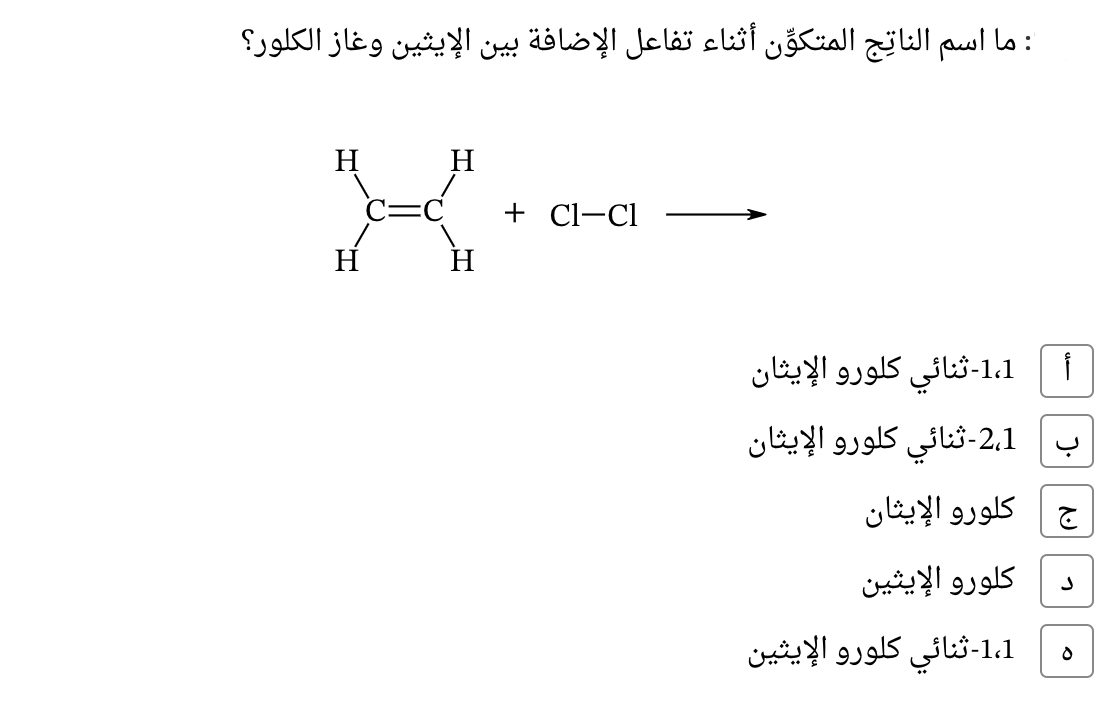 : ما اسم الناتِج المتكوِّن أثناء تفاعل الإضافة بين الإيثين وغاز الكلور؟
H H
C=C + Cl–Cl ⟶
H H
أ 1،1-ثنائي كلورو الإيثان
ب 2،1-ثنائي كلورو الإيثان
ج كلورو الإيثان
د كلورو الإيثين
ه 1،1-ثنائي كلورو الإيثين